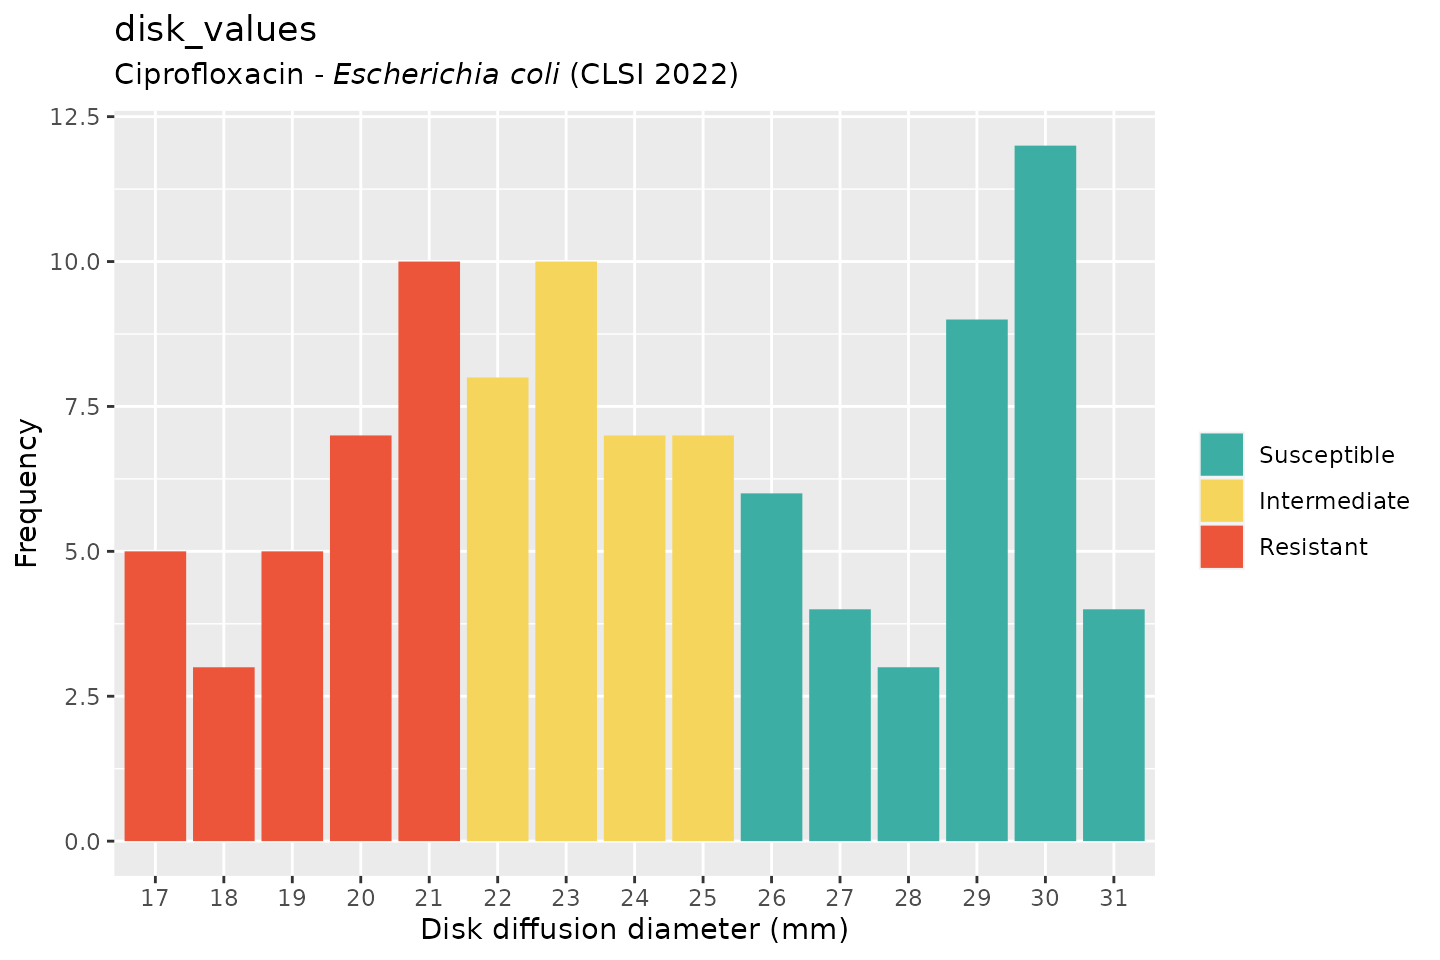 disk_values
Ciprofloxacin - Escherichia coli (CLSI 2022)
12.5
10.0
7.5
5.0
2.5
0.0
Frequency
17 18 19 20 21 22 23 24 25 26 27 28 29 30 31
Disk diffusion diameter (mm)
Susceptible
Intermediate
Resistant